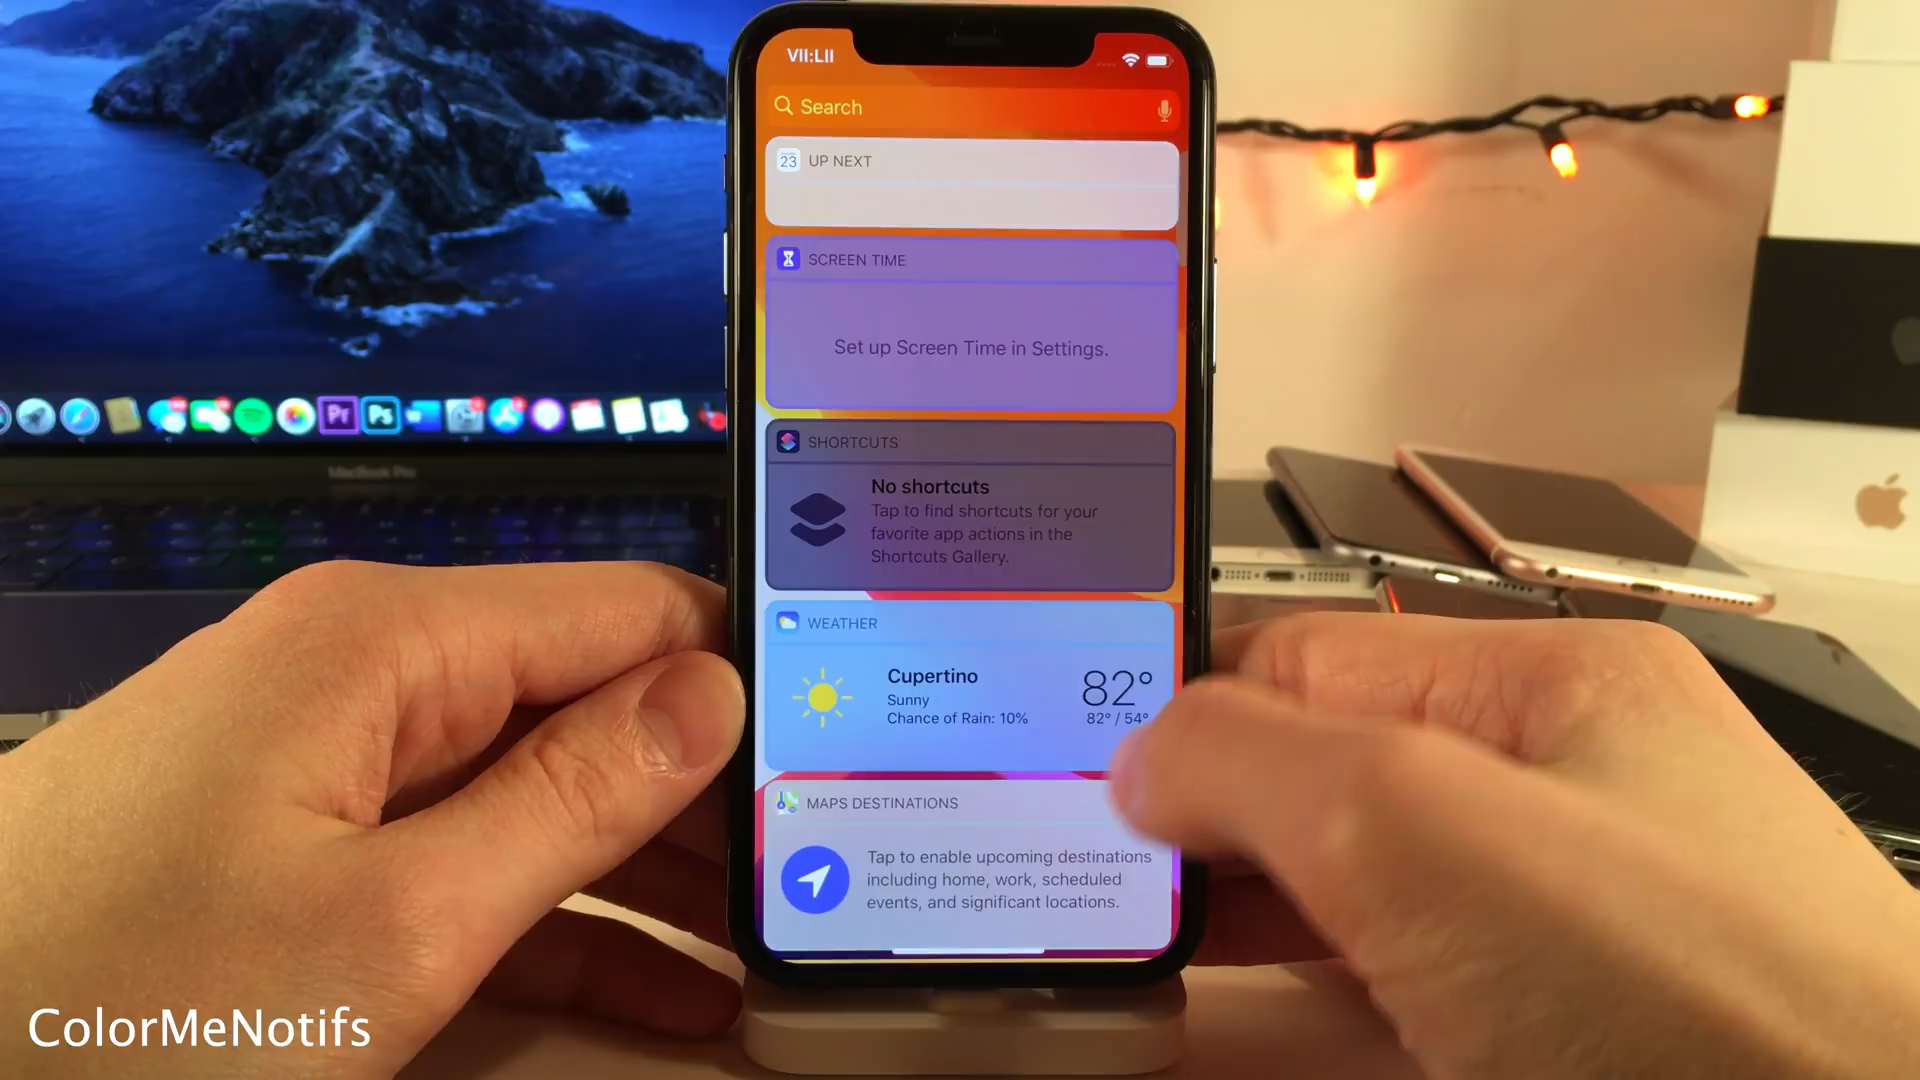 VII:LII
Search
23
UP NEXT
SCREEN TIME
Set up Screen Time in Settings.
SHORTCUTS
No shortcuts
Tap to find shortcuts for your
favorite app actions in the
Shortcuts Gallery.
WEATHER
Cupertino
Sunny
Chance of Rain: 10%
82°
82° / 54°
MAPS DESTINATIONS
Tap to enable upcoming destinations
including home, work, scheduled
events, and significant locations.
Pr
Ps
MacBook Pro
ColorMeNotifs